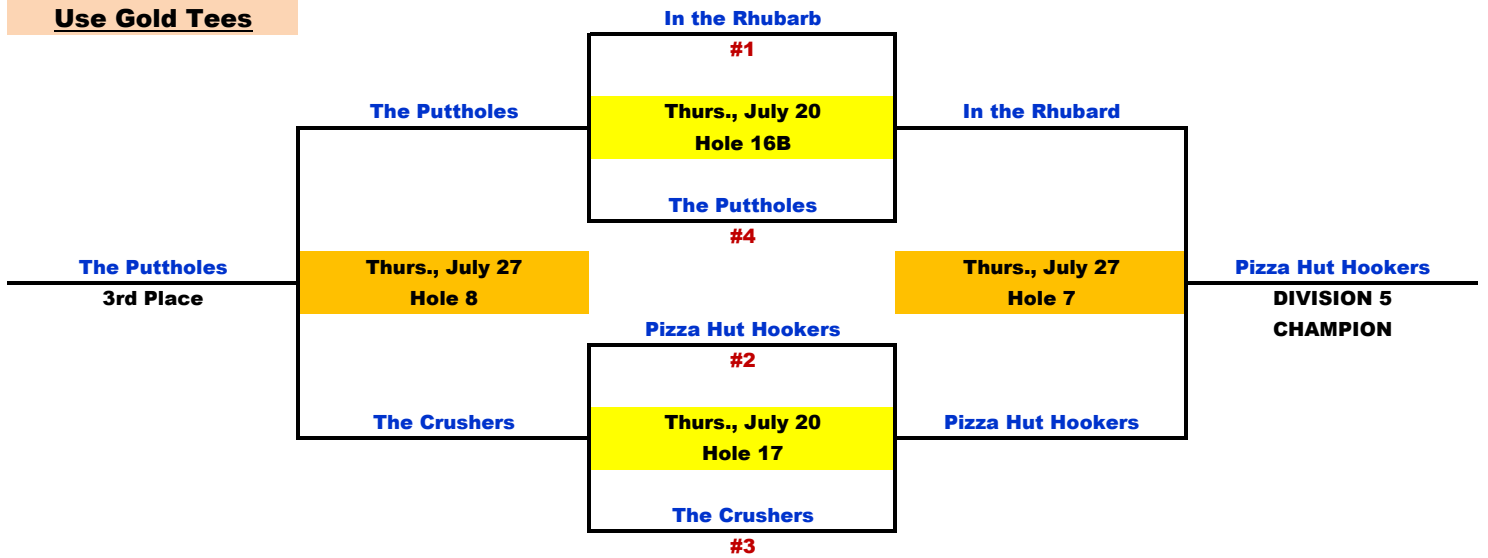 Use Gold Tees
In the Rhubarb
#1
The Puttholes
Thurs., July 20
Hole 16B
In the Rhubard
The Puttholes
#4
The Puttholes
3rd Place
Thurs., July 27
Hole 8
Thurs., July 27
Hole 7
Pizza Hut Hookers
DIVISION 5
CHAMPION
Pizza Hut Hookers
#2
The Crushers
Thurs., July 20
Hole 17
Pizza Hut Hookers
The Crushers
#3